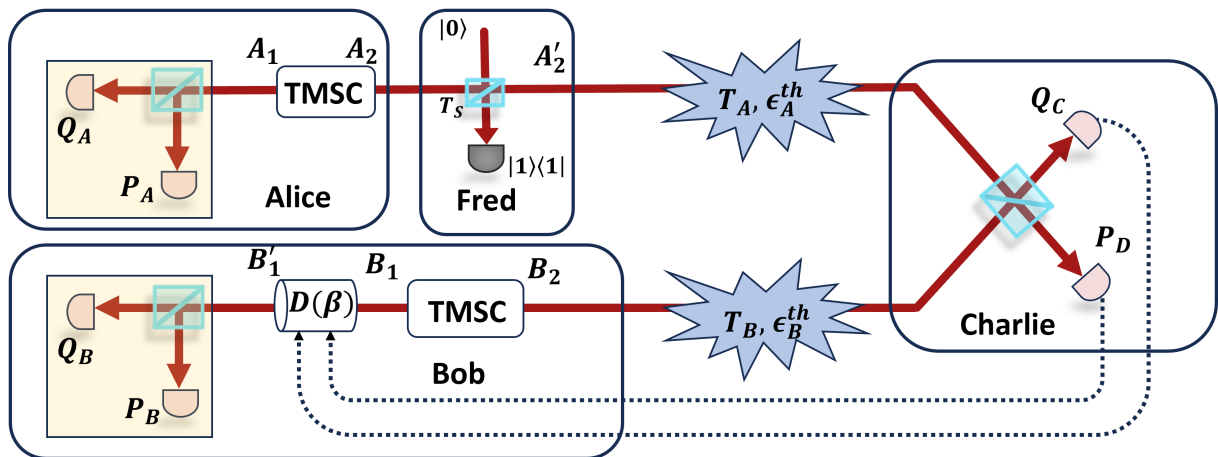 A₁ A₂
TMSC
Q_A
P_A
Alice
|0⟩
A′₂
T_S
|1⟩⟨1|
Fred
T_A, ϵ_A^th
Q_C
P_D
Charlie
B′₁ B₁ B₂
D(β)
TMSC
Q_B
P_B
Bob
T_B, ϵ_B^th